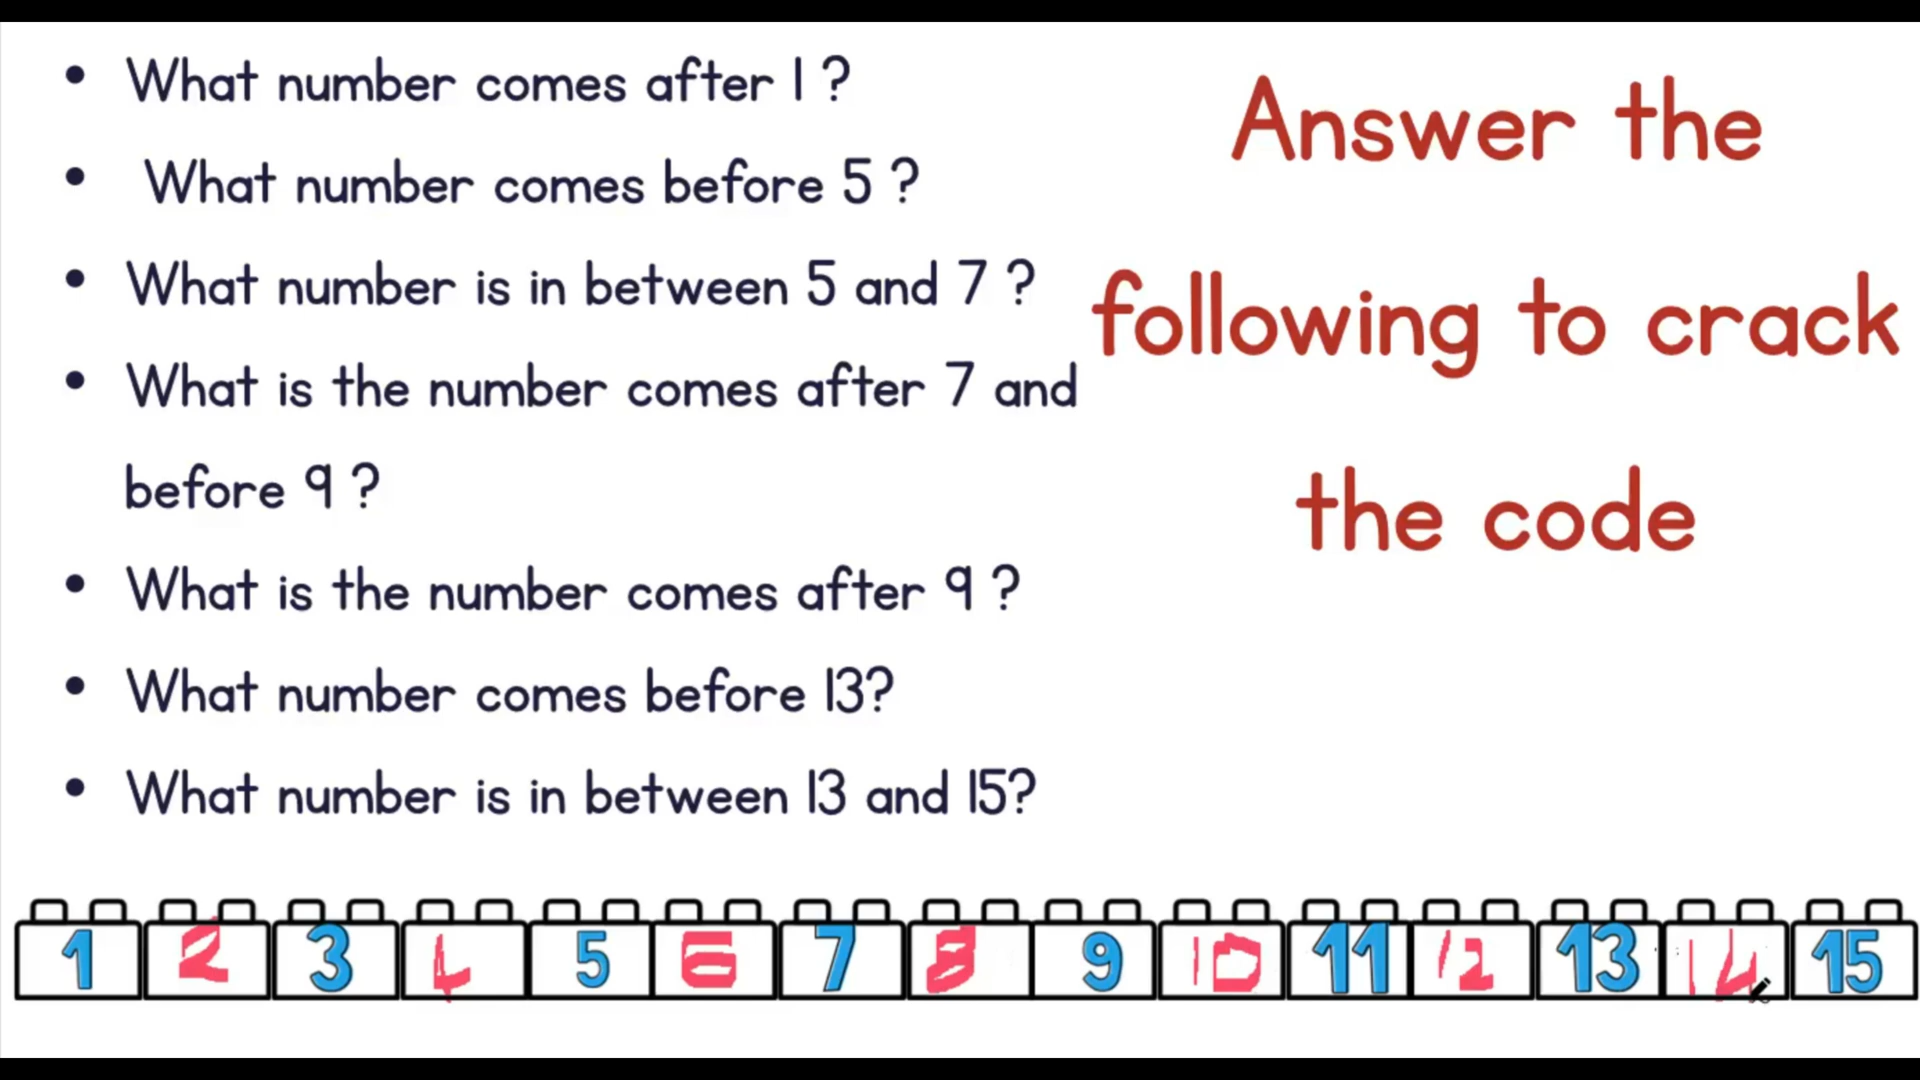 • What number comes after 1 ?
• What number comes before 5 ?
• What number is in between 5 and 7 ?
• What is the number comes after 7 and
before 9 ?
• What is the number comes after 9 ?
• What number comes before 13?
• What number is in between 13 and 15?
Answer the
following to crack
the code
1 2 3 4 5 6 7 8 9 10 11 12 13 14 15